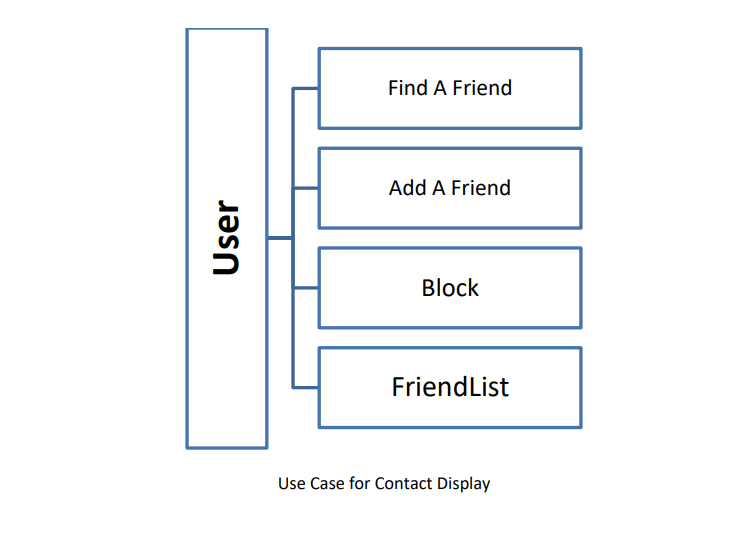 User
Find A Friend
Add A Friend
Block
FriendList
Use Case for Contact Display